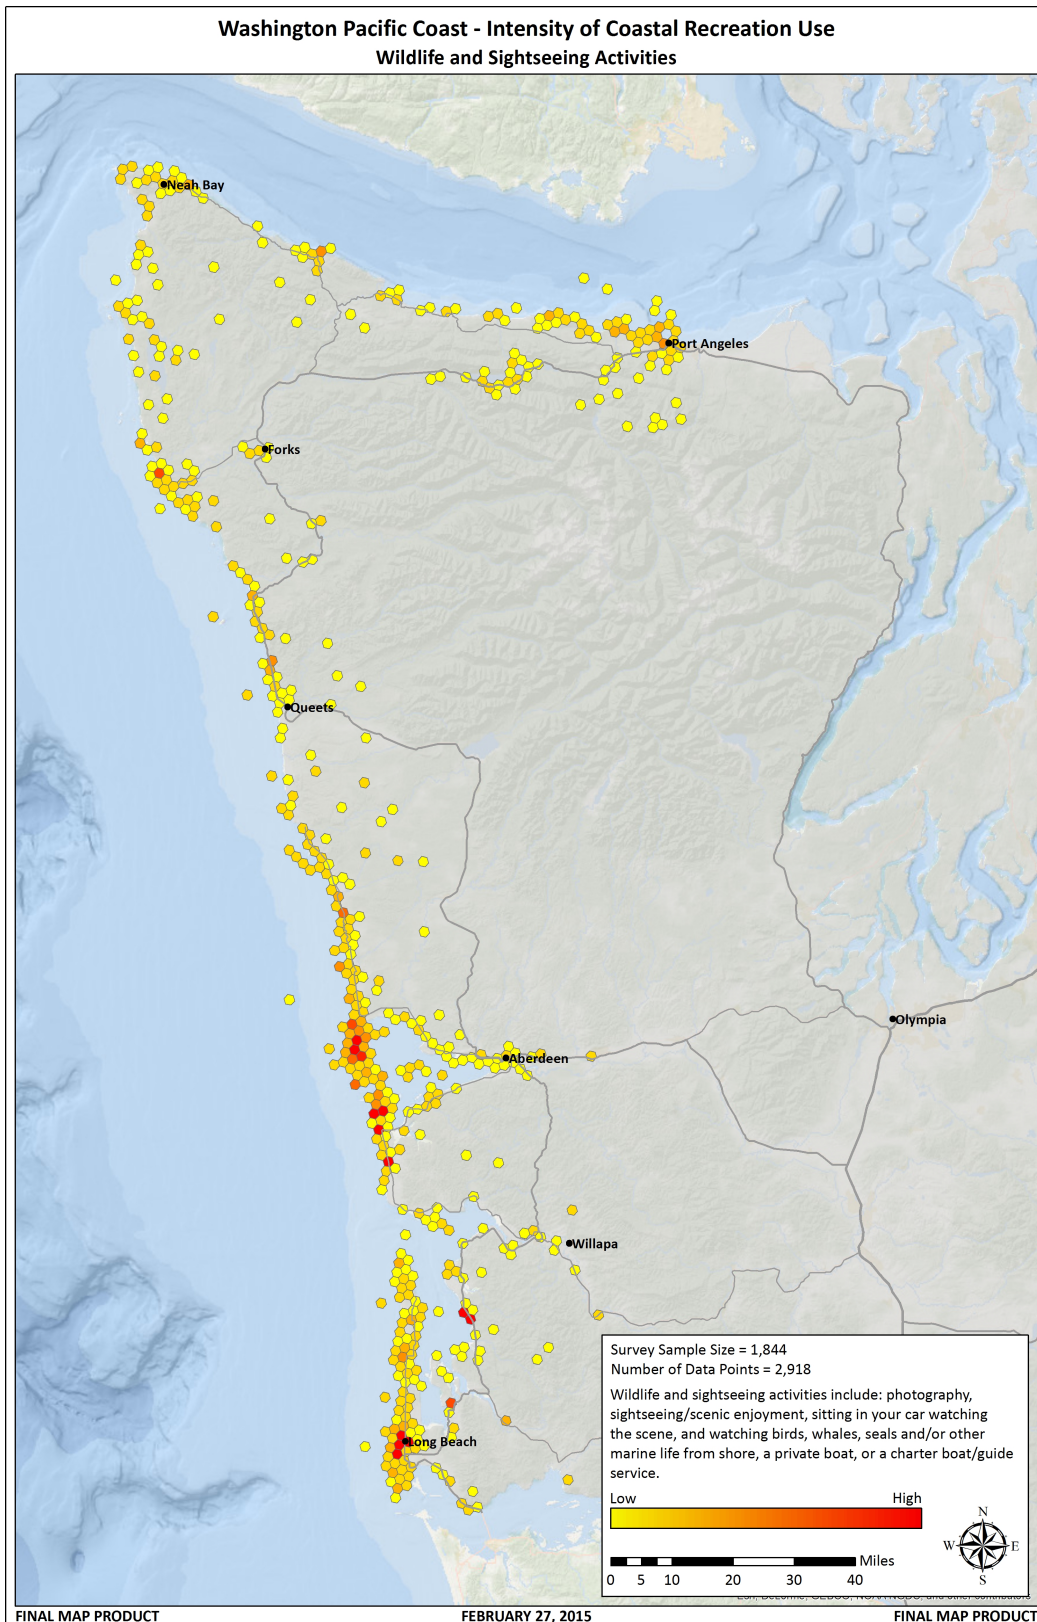 Washington Pacific Coast - Intensity of Coastal Recreation Use
Wildlife and Sightseeing Activities
Neah Bay
Port Angeles
Forks
Queets
Olympia
Aberdeen
Willapa
Long Beach
Survey Sample Size = 1,844
Number of Data Points = 2,918
Wildlife and sightseeing activities include: photography,
sightseeing/scenic enjoyment, sitting in your car watching
the scene, and watching birds, whales, seals and/or other
marine life from shore, a private boat, or a charter boat/guide
service.
Low High
N
W E
S
Miles
0 5 10 20 30 40
FINAL MAP PRODUCT FEBRUARY 27, 2015 FINAL MAP PRODUCT